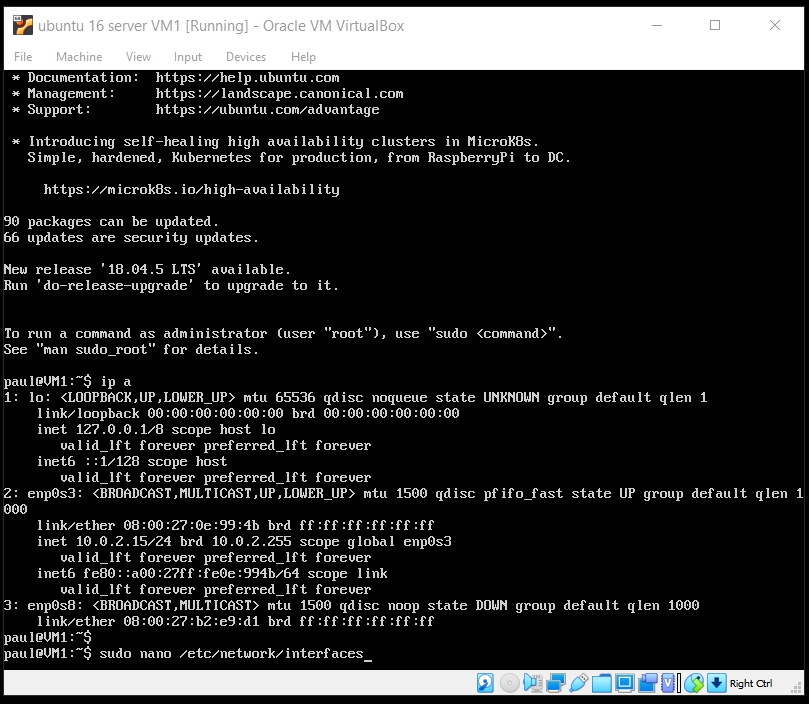 ubuntu 16 server VM1 [Running] - Oracle VM VirtualBox
File Machine View Input Devices Help
* Documentation:  https://help.ubuntu.com
* Management:     https://landscape.canonical.com
* Support:        https://ubuntu.com/advantage
* Introducing self-healing high availability clusters in MicroK8s.
Simple, hardened, Kubernetes for production, from RaspberryPi to DC.
https://microk8s.io/high-availability
90 packages can be updated.
66 updates are security updates.
New release '18.04.5 LTS' available.
Run 'do-release-upgrade' to upgrade to it.
To run a command as administrator (user "root"), use "sudo <command>".
See "man sudo_root" for details.
paul@VM1:~$ ip a
1: lo: <LOOPBACK,UP,LOWER_UP> mtu 65536 qdisc noqueue state UNKNOWN group default qlen 1
link/loopback 00:00:00:00:00:00 brd 00:00:00:00:00:00
inet 127.0.0.1/8 scope host lo
valid_lft forever preferred_lft forever
inet6 ::1/128 scope host
valid_lft forever preferred_lft forever
2: enp0s3: <BROADCAST,MULTICAST,UP,LOWER_UP> mtu 1500 qdisc pfifo_fast state UP group default qlen 1
000
link/ether 08:00:27:0e:99:4b brd ff:ff:ff:ff:ff:ff
inet 10.0.2.15/24 brd 10.0.2.255 scope global enp0s3
valid_lft forever preferred_lft forever
inet6 fe80::a00:27ff:fe0e:994b/64 scope link
valid_lft forever preferred_lft forever
3: enp0s8: <BROADCAST,MULTICAST> mtu 1500 qdisc noop state DOWN group default qlen 1000
link/ether 08:00:27:b2:e9:d1 brd ff:ff:ff:ff:ff:ff
paul@VM1:~$
paul@VM1:~$ sudo nano /etc/network/interfaces_
Right Ctrl